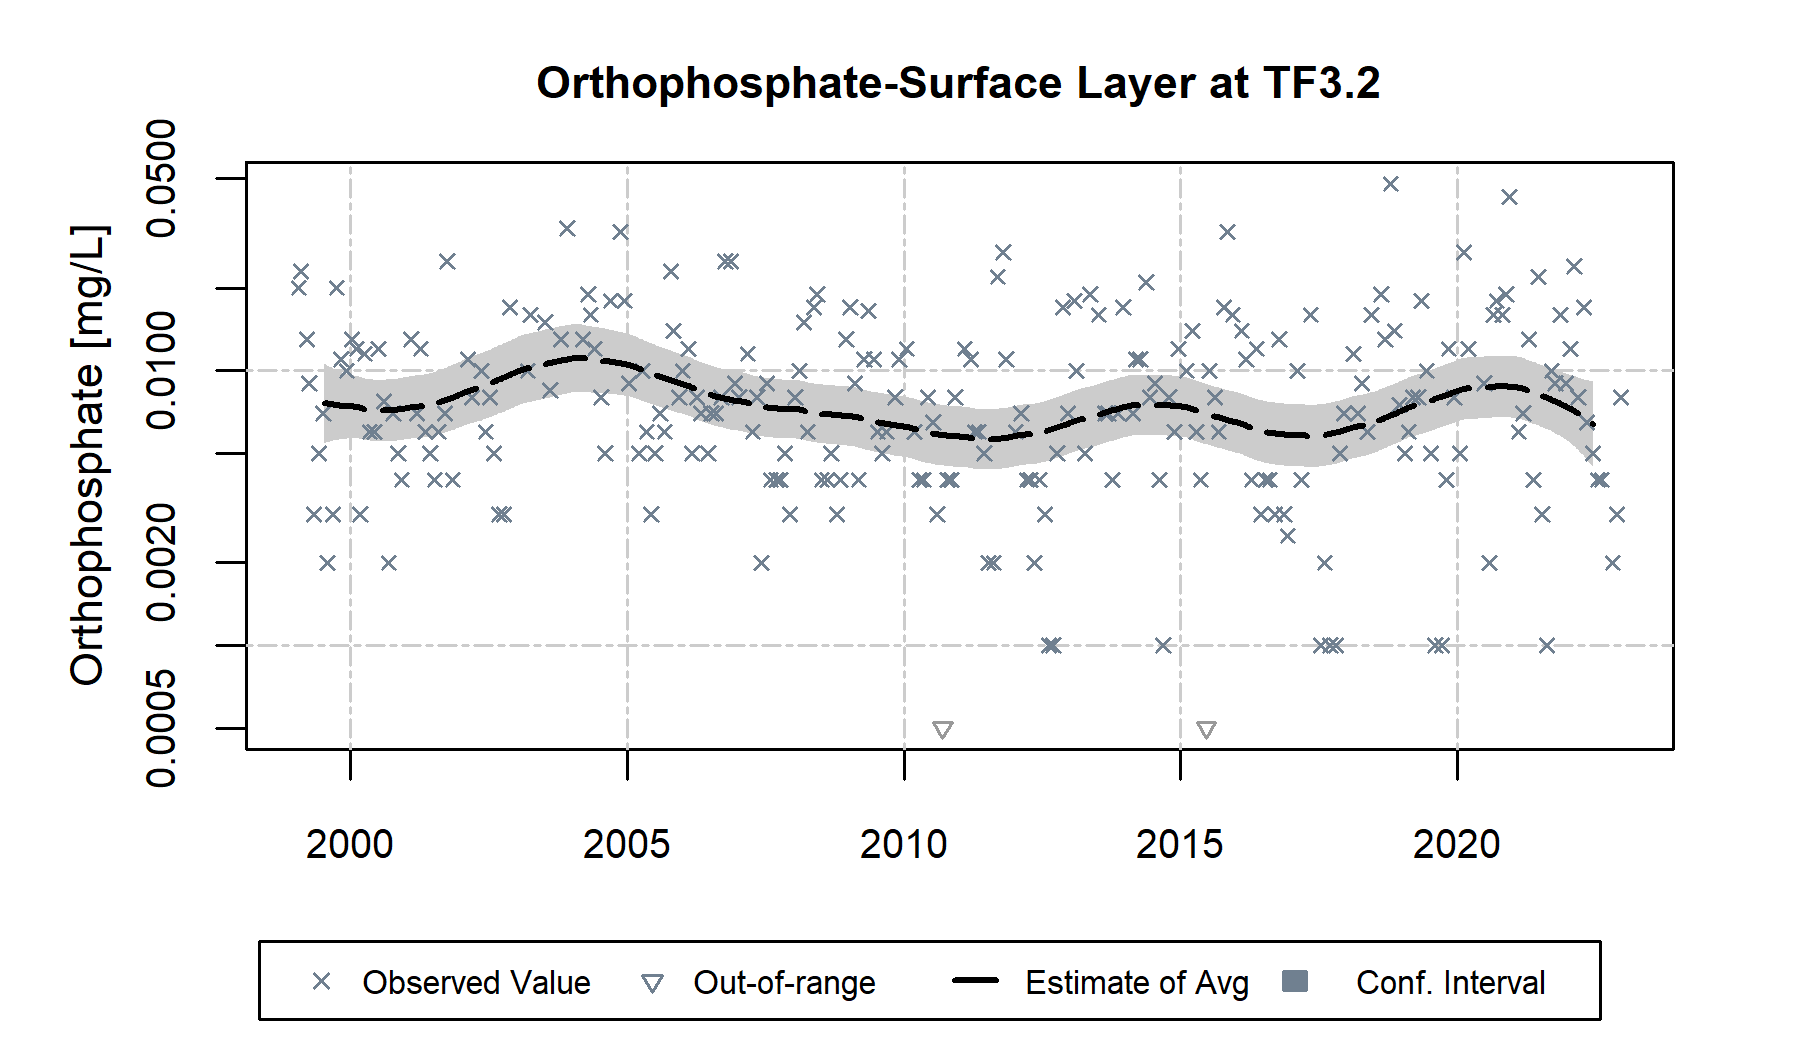 Orthophosphate-Surface Layer at TF3.2
Orthophosphate [mg/L]
0.0500
0.0100
0.0020
0.0005
2000 2005 2010 2015 2020
Observed Value Out-of-range Estimate of Avg Conf. Interval